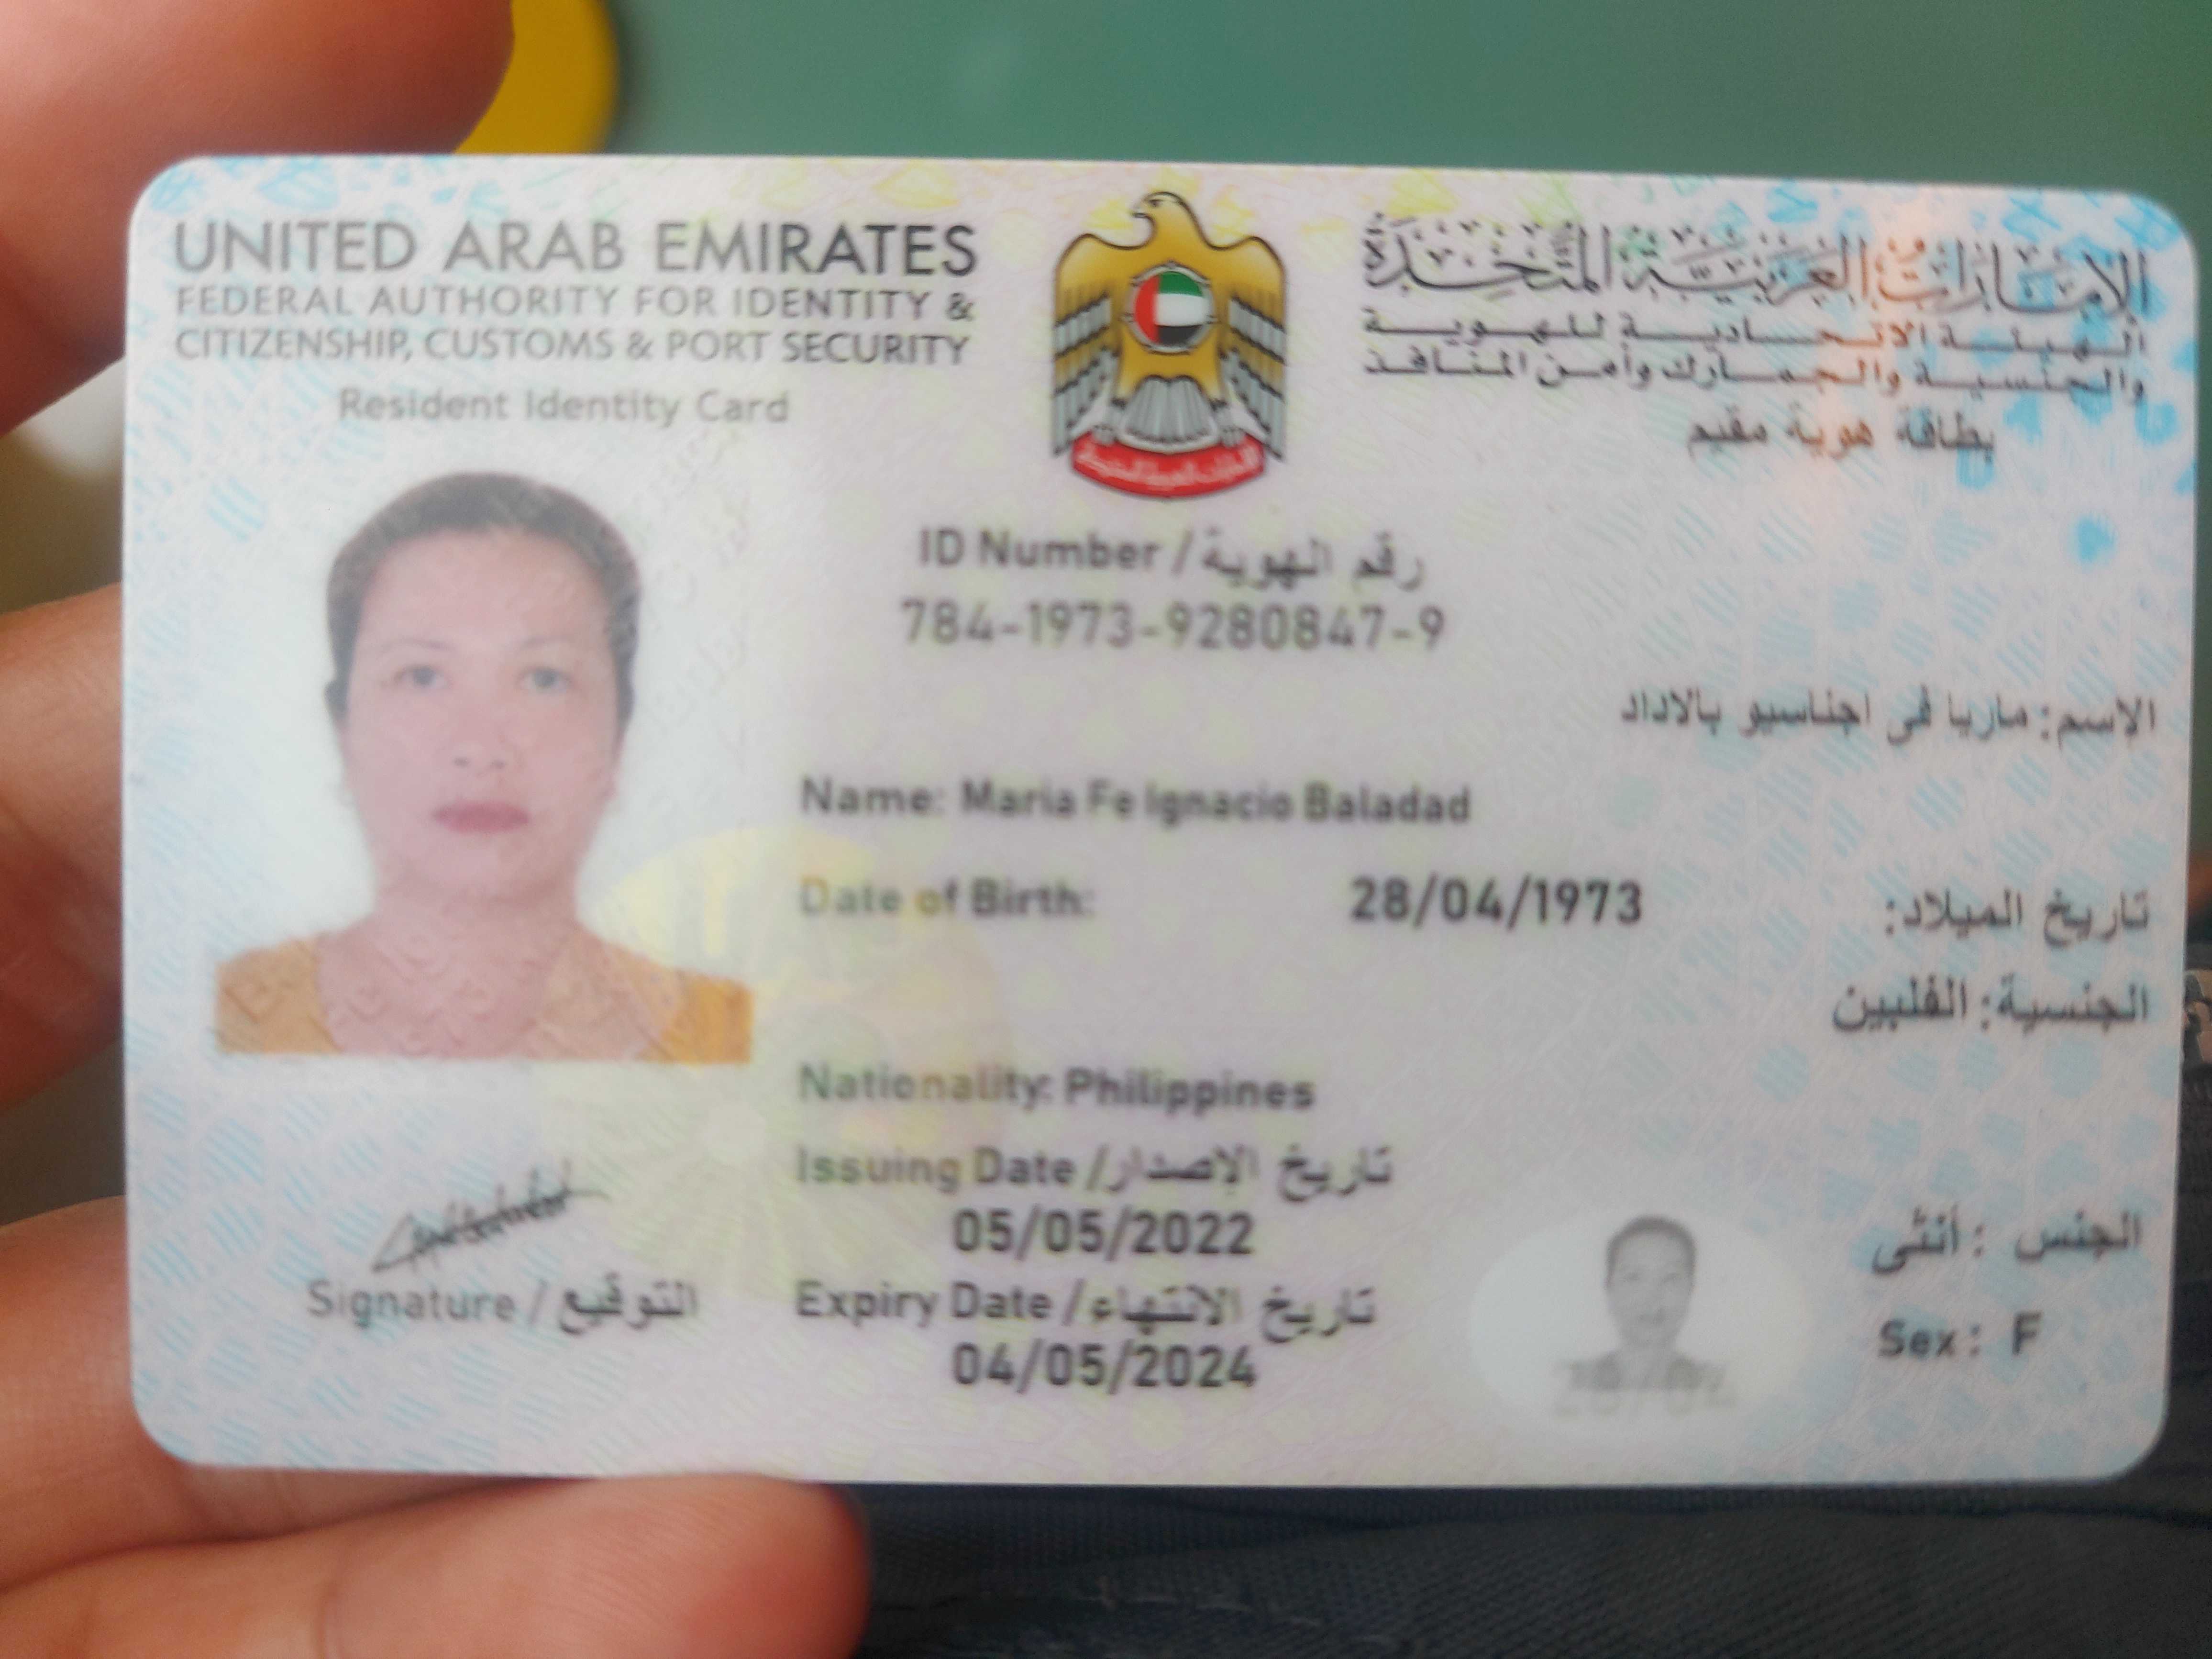 UNITED ARAB EMIRATES
FEDERAL AUTHORITY FOR IDENTITY &
CITIZENSHIP, CUSTOMS & PORT SECURITY
Resident Identity Card
الإمارات العربية المتحدة
الهيئة الاتحادية للهوية
والجنسية والجمارك وأمن المنافذ
بطاقة هوية مقيم
ID Number / رقم الهوية
784-1973-9280847-9
الإسم: ماريا فى اجناسيو بالاداد
Name: Maria Fe Ignacio Baladad
Date of Birth: 28/04/1973 تاريخ الميلاد:
الجنسية: الفلبين
Nationality: Philippines
Issuing Date / تاريخ الإصدار
05/05/2022
Expiry Date / تاريخ الانتهاء
04/05/2024
الجنس : أنثى
Sex: F
Signature / التوقيع